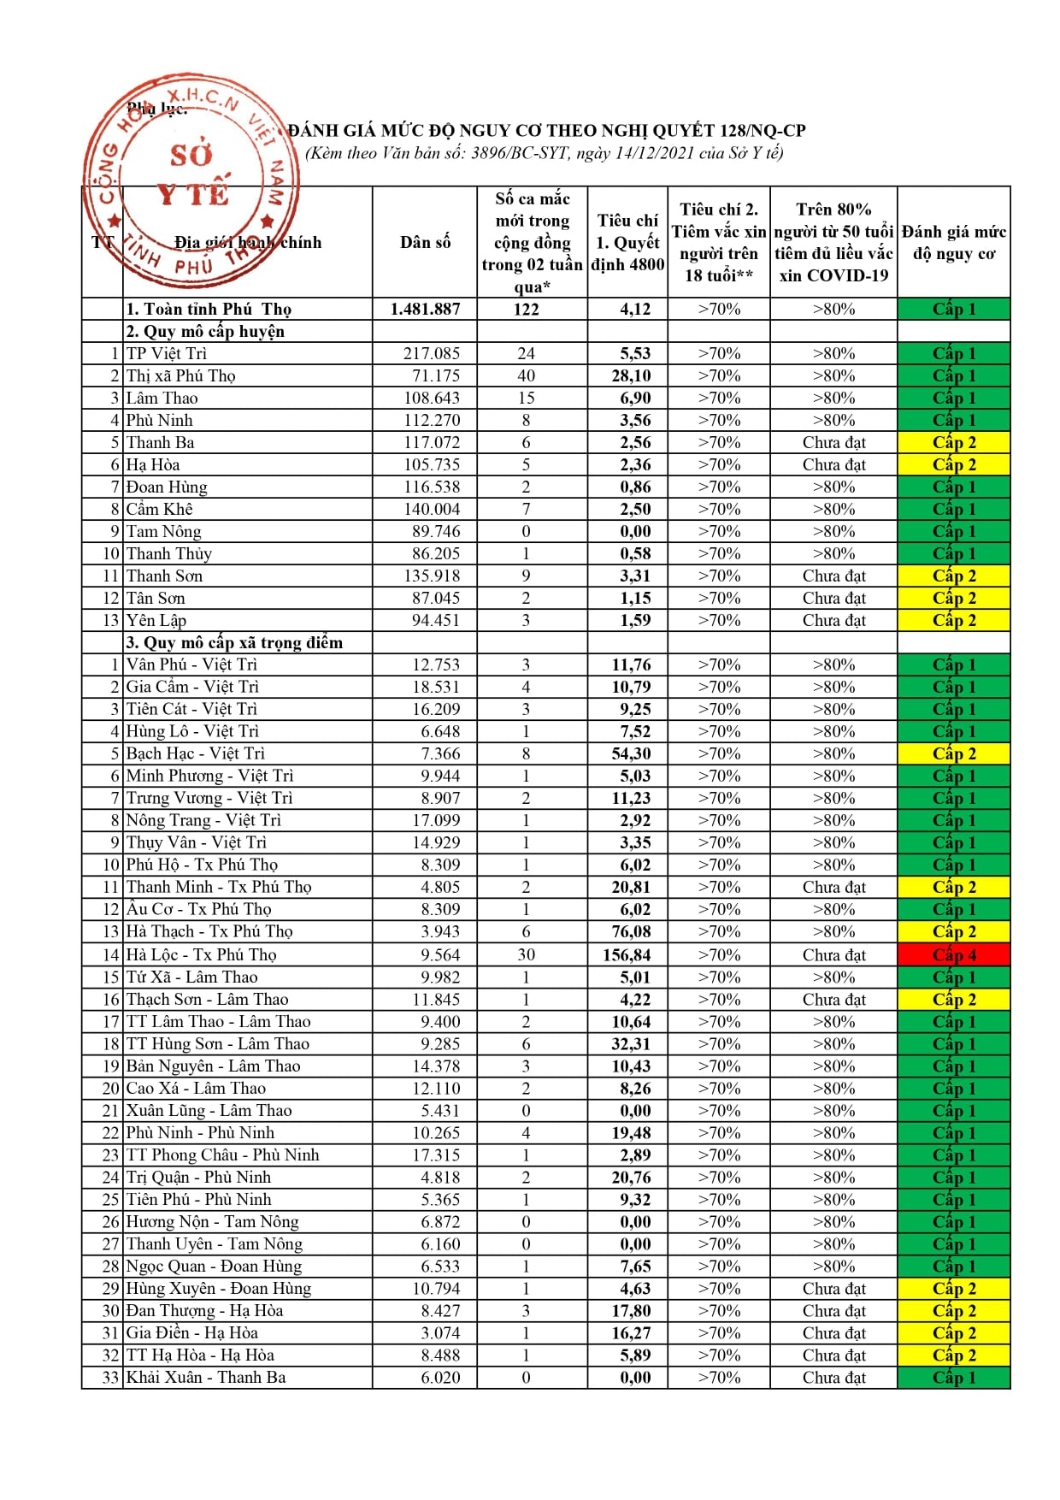 Phụ lục.
ĐÁNH GIÁ MỨC ĐỘ NGUY CƠ THEO NGHỊ QUYẾT 128/NQ-CP
(Kèm theo Văn bản số: 3896/BC-SYT, ngày 14/12/2021 của Sở Y tế)
CỘNG HÒA X.H.C.N VIỆT NAM
SỞ
Y TẾ
TỈNH PHÚ THỌ
TT Địa giới hành chính Dân số Số ca mắc mới trong cộng đồng trong 02 tuần qua* Tiêu chí 1. Quyết định 4800 Tiêu chí 2. Tiêm vắc xin người trên 18 tuổi** Trên 80% người từ 50 tuổi tiêm đủ liều vắc xin COVID-19 Đánh giá mức độ nguy cơ
1. Toàn tỉnh Phú Thọ 1.481.887 122 4,12 >70% >80% Cấp 1
2. Quy mô cấp huyện
1 TP Việt Trì 217.085 24 5,53 >70% >80% Cấp 1
2 Thị xã Phú Thọ 71.175 40 28,10 >70% >80% Cấp 1
3 Lâm Thao 108.643 15 6,90 >70% >80% Cấp 1
4 Phù Ninh 112.270 8 3,56 >70% >80% Cấp 1
5 Thanh Ba 117.072 6 2,56 >70% Chưa đạt Cấp 2
6 Hạ Hòa 105.735 5 2,36 >70% Chưa đạt Cấp 2
7 Đoan Hùng 116.538 2 0,86 >70% >80% Cấp 1
8 Cẩm Khê 140.004 7 2,50 >70% >80% Cấp 1
9 Tam Nông 89.746 0 0,00 >70% >80% Cấp 1
10 Thanh Thủy 86.205 1 0,58 >70% >80% Cấp 1
11 Thanh Sơn 135.918 9 3,31 >70% Chưa đạt Cấp 2
12 Tân Sơn 87.045 2 1,15 >70% Chưa đạt Cấp 2
13 Yên Lập 94.451 3 1,59 >70% Chưa đạt Cấp 2
3. Quy mô cấp xã trọng điểm
1 Vân Phú - Việt Trì 12.753 3 11,76 >70% >80% Cấp 1
2 Gia Cẩm - Việt Trì 18.531 4 10,79 >70% >80% Cấp 1
3 Tiên Cát - Việt Trì 16.209 3 9,25 >70% >80% Cấp 1
4 Hùng Lô - Việt Trì 6.648 1 7,52 >70% >80% Cấp 1
5 Bạch Hạc - Việt Trì 7.366 8 54,30 >70% >80% Cấp 2
6 Minh Phương - Việt Trì 9.944 1 5,03 >70% >80% Cấp 1
7 Trưng Vương - Việt Trì 8.907 2 11,23 >70% >80% Cấp 1
8 Nông Trang - Việt Trì 17.099 1 2,92 >70% >80% Cấp 1
9 Thụy Vân - Việt Trì 14.929 1 3,35 >70% >80% Cấp 1
10 Phú Hộ - Tx Phú Thọ 8.309 1 6,02 >70% >80% Cấp 1
11 Thanh Minh - Tx Phú Thọ 4.805 2 20,81 >70% Chưa đạt Cấp 2
12 Âu Cơ - Tx Phú Thọ 8.309 1 6,02 >70% >80% Cấp 1
13 Hà Thạch - Tx Phú Thọ 3.943 6 76,08 >70% >80% Cấp 2
14 Hà Lộc - Tx Phú Thọ 9.564 30 156,84 >70% Chưa đạt Cấp 4
15 Tứ Xã - Lâm Thao 9.982 1 5,01 >70% >80% Cấp 1
16 Thạch Sơn - Lâm Thao 11.845 1 4,22 >70% Chưa đạt Cấp 2
17 TT Lâm Thao - Lâm Thao 9.400 2 10,64 >70% >80% Cấp 1
18 TT Hùng Sơn - Lâm Thao 9.285 6 32,31 >70% >80% Cấp 1
19 Bản Nguyên - Lâm Thao 14.378 3 10,43 >70% >80% Cấp 1
20 Cao Xá - Lâm Thao 12.110 2 8,26 >70% >80% Cấp 1
21 Xuân Lũng - Lâm Thao 5.431 0 0,00 >70% >80% Cấp 1
22 Phù Ninh - Phù Ninh 10.265 4 19,48 >70% >80% Cấp 1
23 TT Phong Châu - Phù Ninh 17.315 1 2,89 >70% >80% Cấp 1
24 Trị Quận - Phù Ninh 4.818 2 20,76 >70% >80% Cấp 1
25 Tiên Phú - Phù Ninh 5.365 1 9,32 >70% >80% Cấp 1
26 Hương Nộn - Tam Nông 6.872 0 0,00 >70% >80% Cấp 1
27 Thanh Uyên - Tam Nông 6.160 0 0,00 >70% >80% Cấp 1
28 Ngọc Quan - Đoan Hùng 6.533 1 7,65 >70% >80% Cấp 1
29 Hùng Xuyên - Đoan Hùng 10.794 1 4,63 >70% Chưa đạt Cấp 2
30 Đan Thượng - Hạ Hòa 8.427 3 17,80 >70% Chưa đạt Cấp 2
31 Gia Điền - Hạ Hòa 3.074 1 16,27 >70% Chưa đạt Cấp 2
32 TT Hạ Hòa - Hạ Hòa 8.488 1 5,89 >70% Chưa đạt Cấp 2
33 Khải Xuân - Thanh Ba 6.020 0 0,00 >70% Chưa đạt Cấp 1